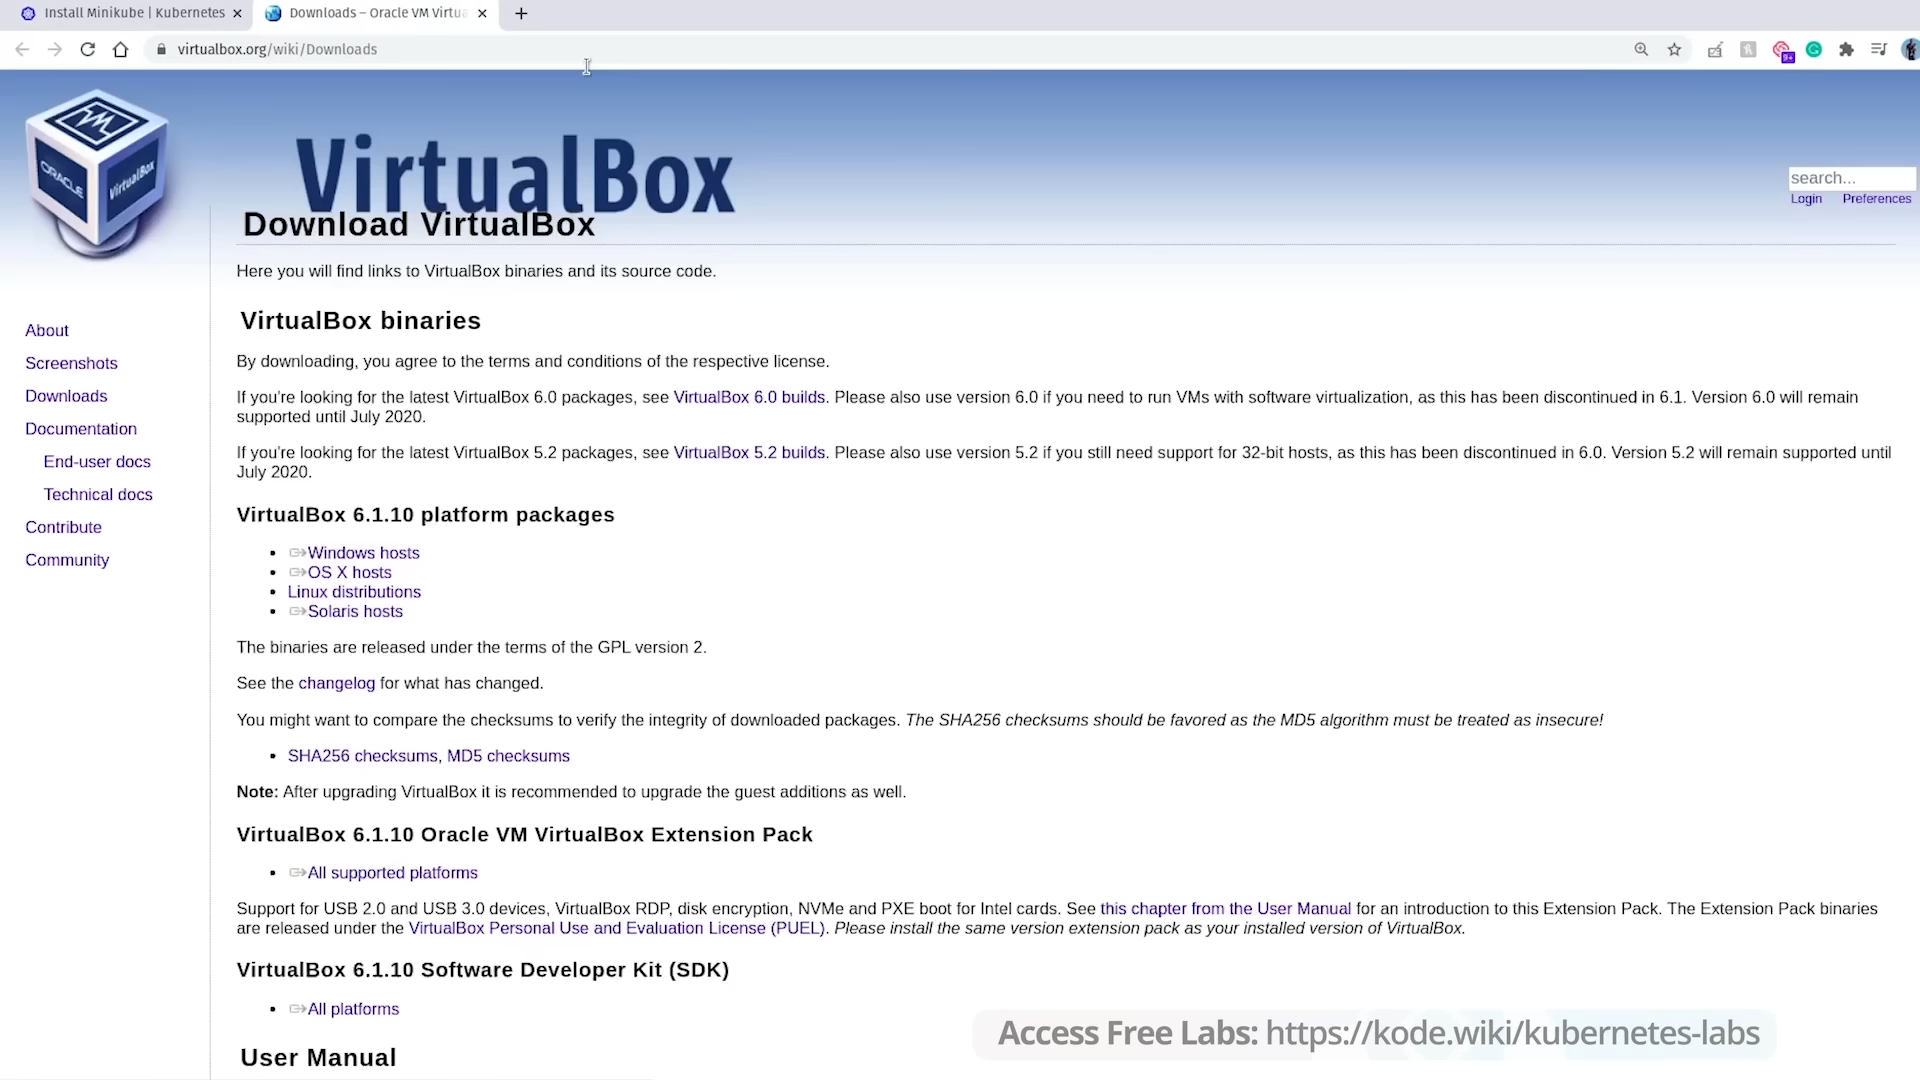 Install Minikube | Kubernetes
Downloads – Oracle VM Virtu
virtualbox.org/wiki/Downloads
9+
ORACLE
VirtualBox
VirtualBox
search...
Login Preferences
Download VirtualBox
Here you will find links to VirtualBox binaries and its source code.
About
Screenshots
Downloads
Documentation
End-user docs
Technical docs
Contribute
Community
VirtualBox binaries
By downloading, you agree to the terms and conditions of the respective license.
If you're looking for the latest VirtualBox 6.0 packages, see VirtualBox 6.0 builds. Please also use version 6.0 if you need to run VMs with software virtualization, as this has been discontinued in 6.1. Version 6.0 will remain
supported until July 2020.
If you're looking for the latest VirtualBox 5.2 packages, see VirtualBox 5.2 builds. Please also use version 5.2 if you still need support for 32-bit hosts, as this has been discontinued in 6.0. Version 5.2 will remain supported until
July 2020.
VirtualBox 6.1.10 platform packages
Windows hosts
OS X hosts
Linux distributions
Solaris hosts
The binaries are released under the terms of the GPL version 2.
See the changelog for what has changed.
You might want to compare the checksums to verify the integrity of downloaded packages. The SHA256 checksums should be favored as the MD5 algorithm must be treated as insecure!
SHA256 checksums, MD5 checksums
Note: After upgrading VirtualBox it is recommended to upgrade the guest additions as well.
VirtualBox 6.1.10 Oracle VM VirtualBox Extension Pack
All supported platforms
Support for USB 2.0 and USB 3.0 devices, VirtualBox RDP, disk encryption, NVMe and PXE boot for Intel cards. See this chapter from the User Manual for an introduction to this Extension Pack. The Extension Pack binaries
are released under the VirtualBox Personal Use and Evaluation License (PUEL). Please install the same version extension pack as your installed version of VirtualBox.
VirtualBox 6.1.10 Software Developer Kit (SDK)
All platforms
Access Free Labs: https://kode.wiki/kubernetes-labs
User Manual